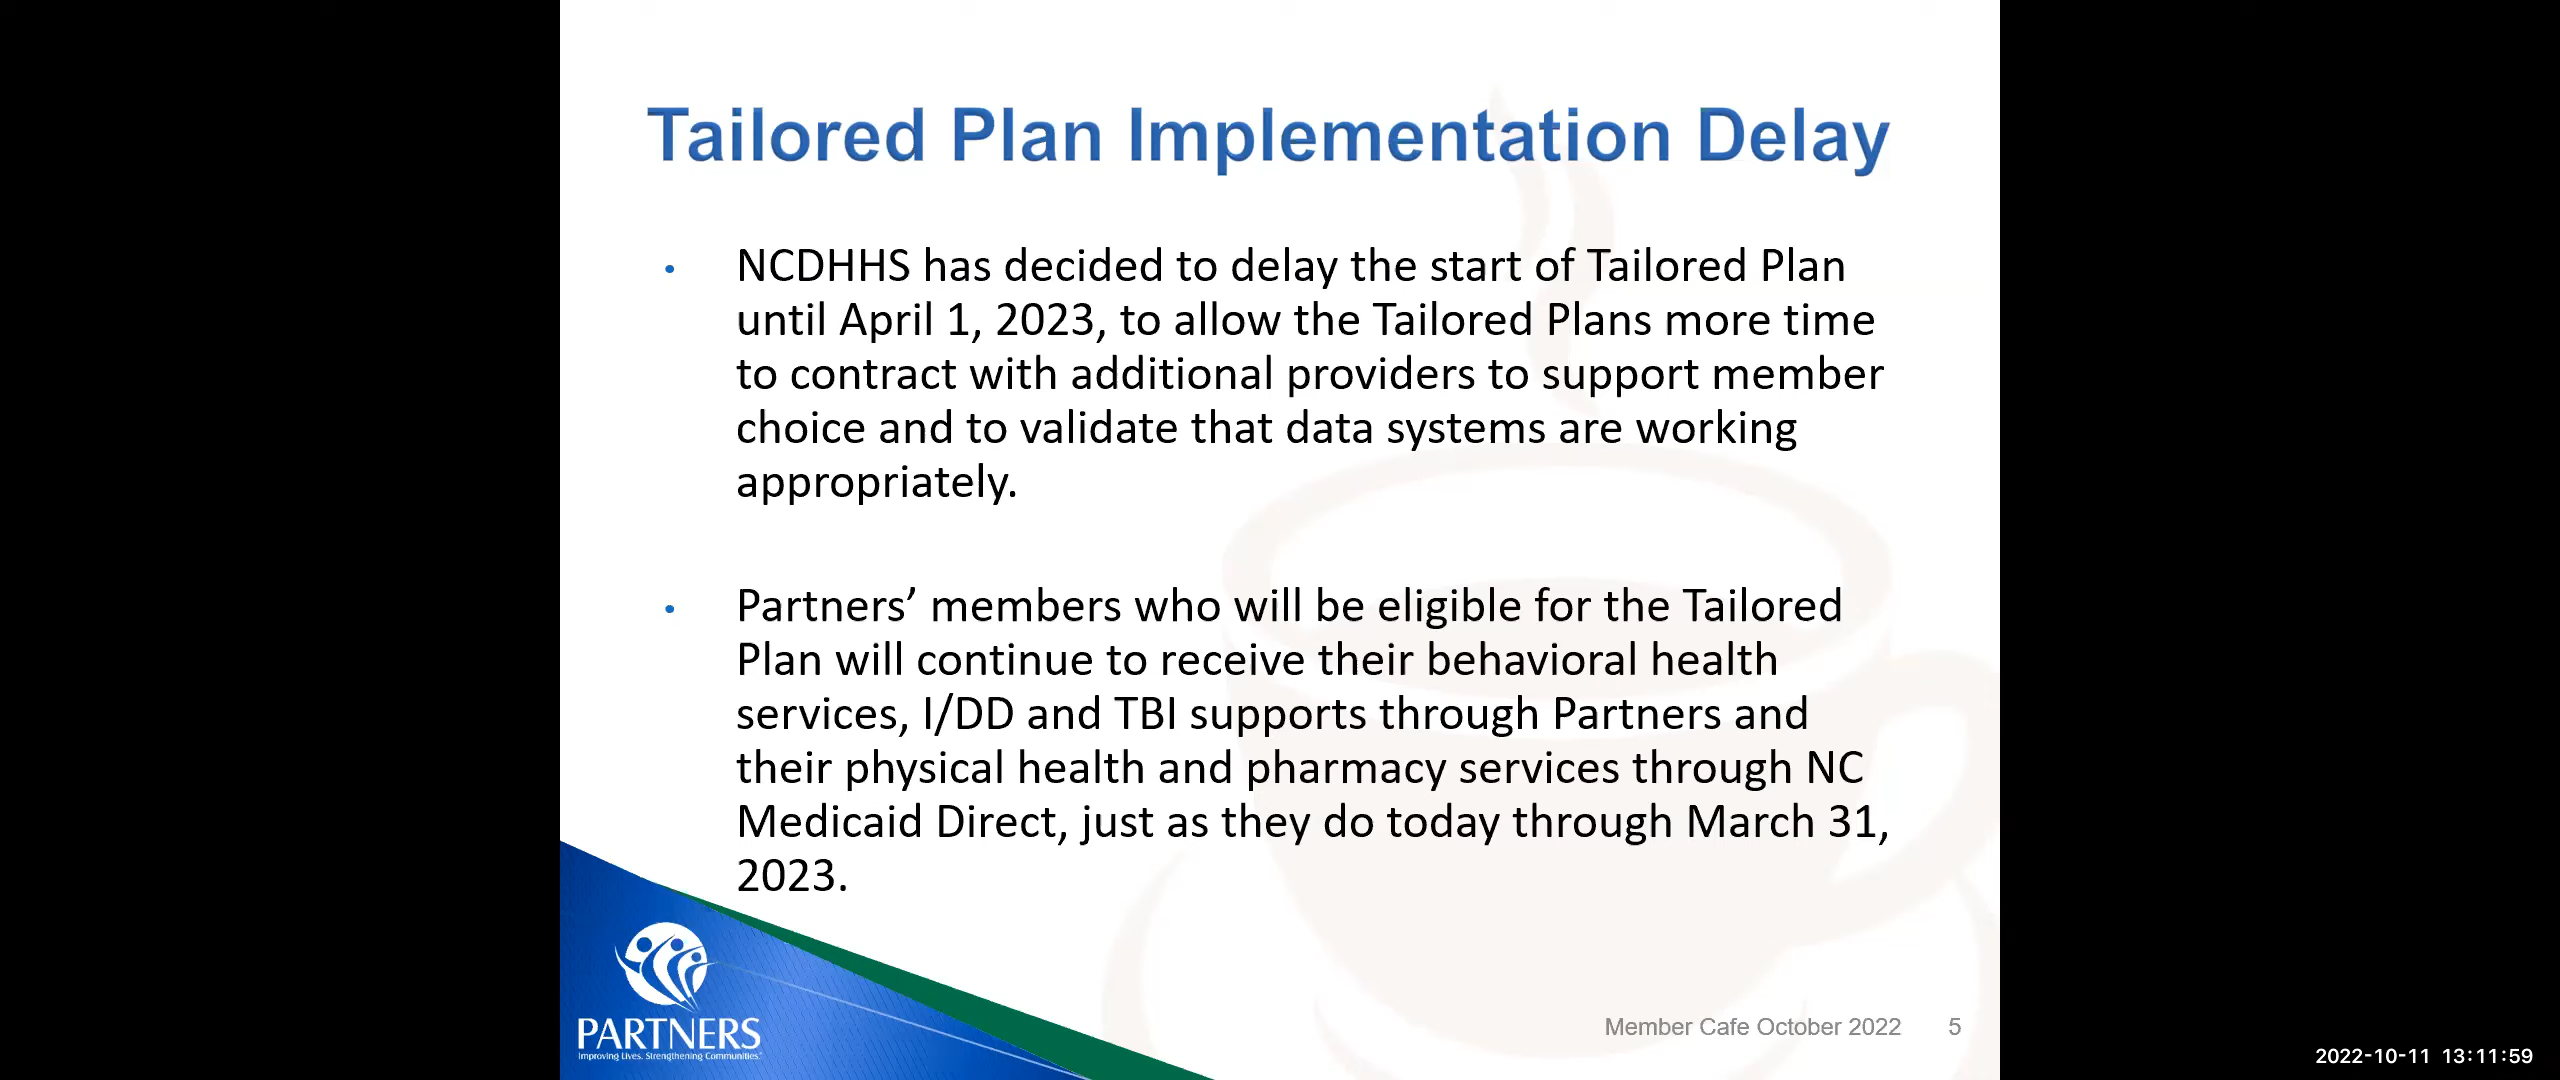 Tailored Plan Implementation Delay
• NCDHHS has decided to delay the start of Tailored Plan
until April 1, 2023, to allow the Tailored Plans more time
to contract with additional providers to support member
choice and to validate that data systems are working
appropriately.
• Partners’ members who will be eligible for the Tailored
Plan will continue to receive their behavioral health
services, I/DD and TBI supports through Partners and
their physical health and pharmacy services through NC
Medicaid Direct, just as they do today through March 31,
2023.
PARTNERS
Improving Lives. Strengthening Communities.
Member Cafe October 2022 5
2022-10-11 13:11:59